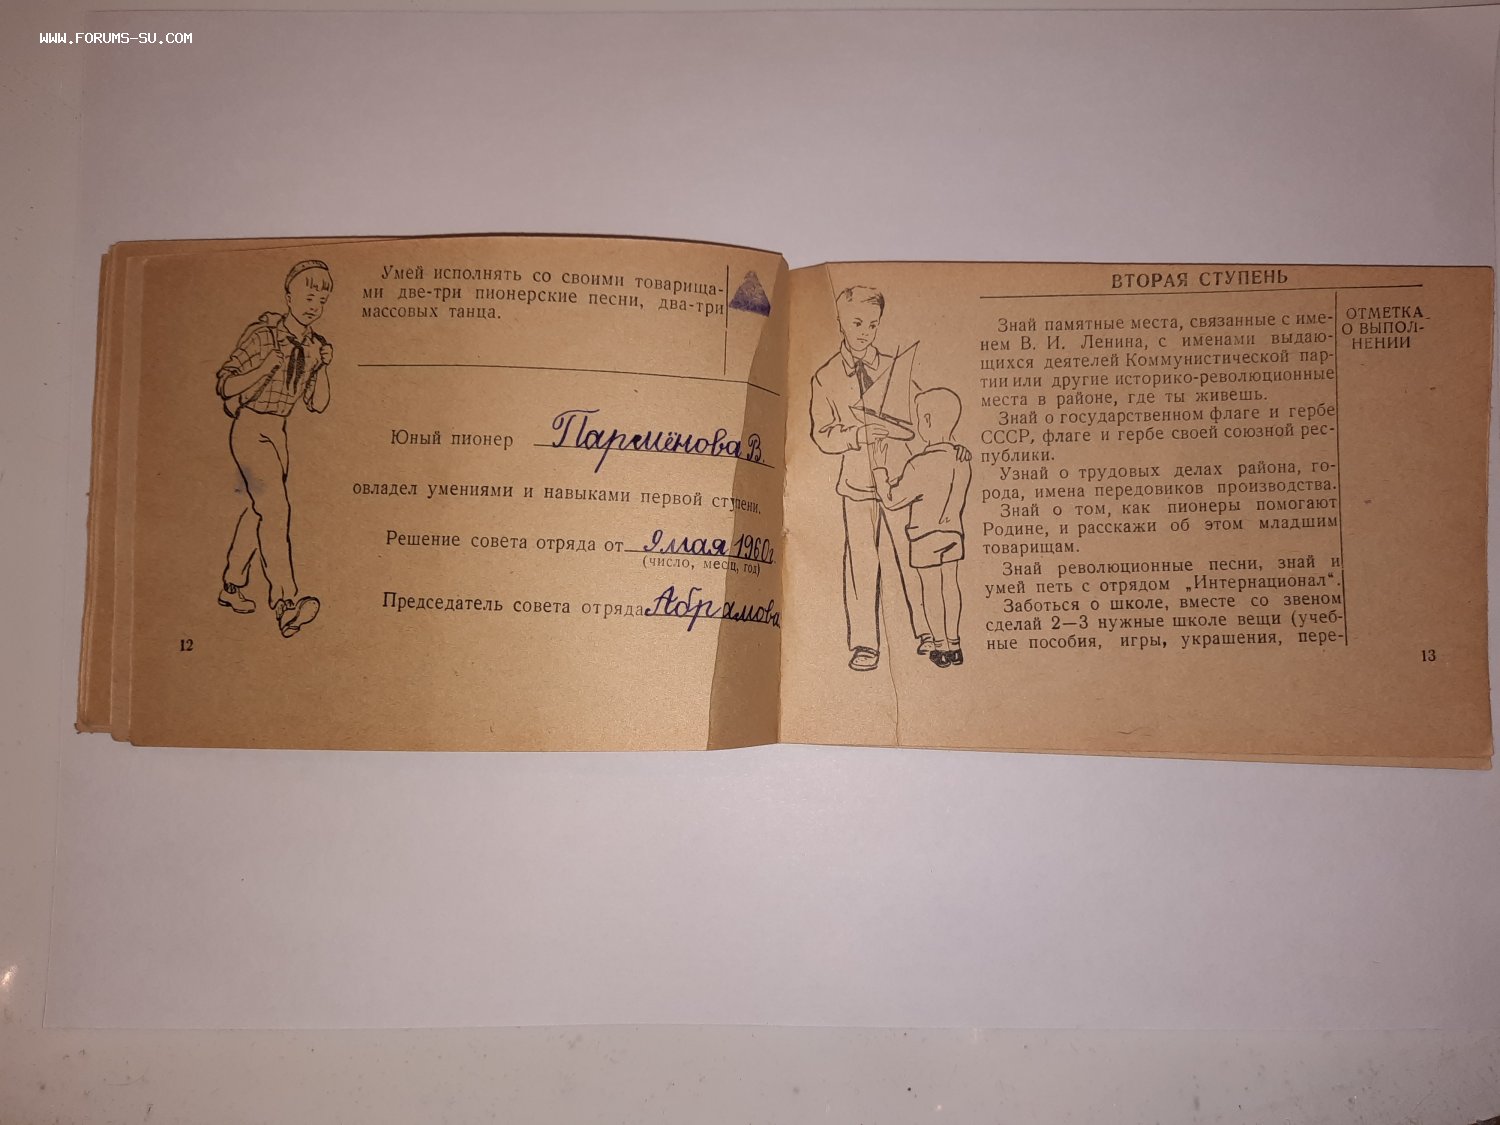 WWW.FORUMS-SU.COM
Умей исполнять со своими товарища-
ми две-три пионерские песни, два-три
массовых танца.
Юный пионер Парменова В.
овладел умениями и навыками первой ступени.
Решение совета отряда от 9 мая 1960г.
(число, месяц, год)
Председатель совета отряда Абрамова
12
ВТОРАЯ СТУПЕНЬ
ОТМЕТКА
О ВЫПОЛ-
НЕНИИ
Знай памятные места, связанные с име-
нем В. И. Ленина, с именами выдаю-
щихся деятелей Коммунистической пар-
тии или другие историко-революционные
места в районе, где ты живешь.
Знай о государственном флаге и гербе
СССР, флаге и гербе своей союзной рес-
публики.
Узнай о трудовых делах района, го-
рода, имена передовиков производства.
Знай о том, как пионеры помогают
Родине, и расскажи об этом младшим
товарищам.
Знай революционные песни, знай и
умей петь с отрядом „Интернационал“.
Заботься о школе, вместе со звеном
сделай 2—3 нужные школе вещи (учеб-
ные пособия, игры, украшения, пере-
13